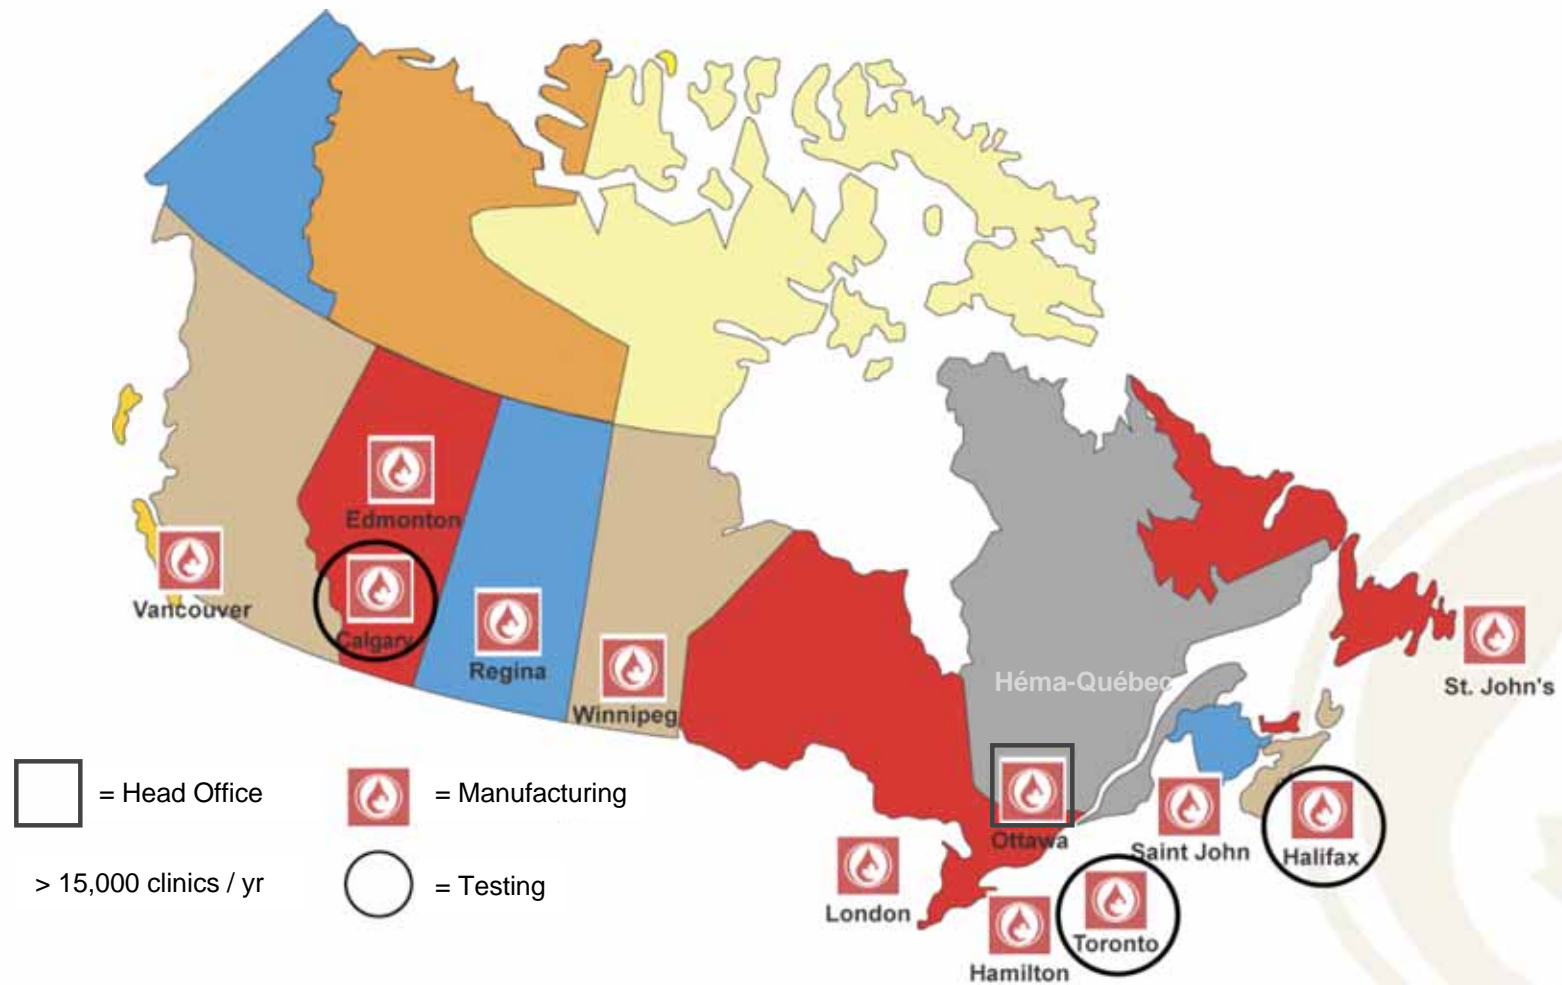 Edmonton
Calgary
Vancouver
Regina
Winnipeg
Héma-Québec
St. John's
= Head Office
= Manufacturing
Ottawa
Saint John
Halifax
> 15,000 clinics / yr
= Testing
London
Toronto
Hamilton